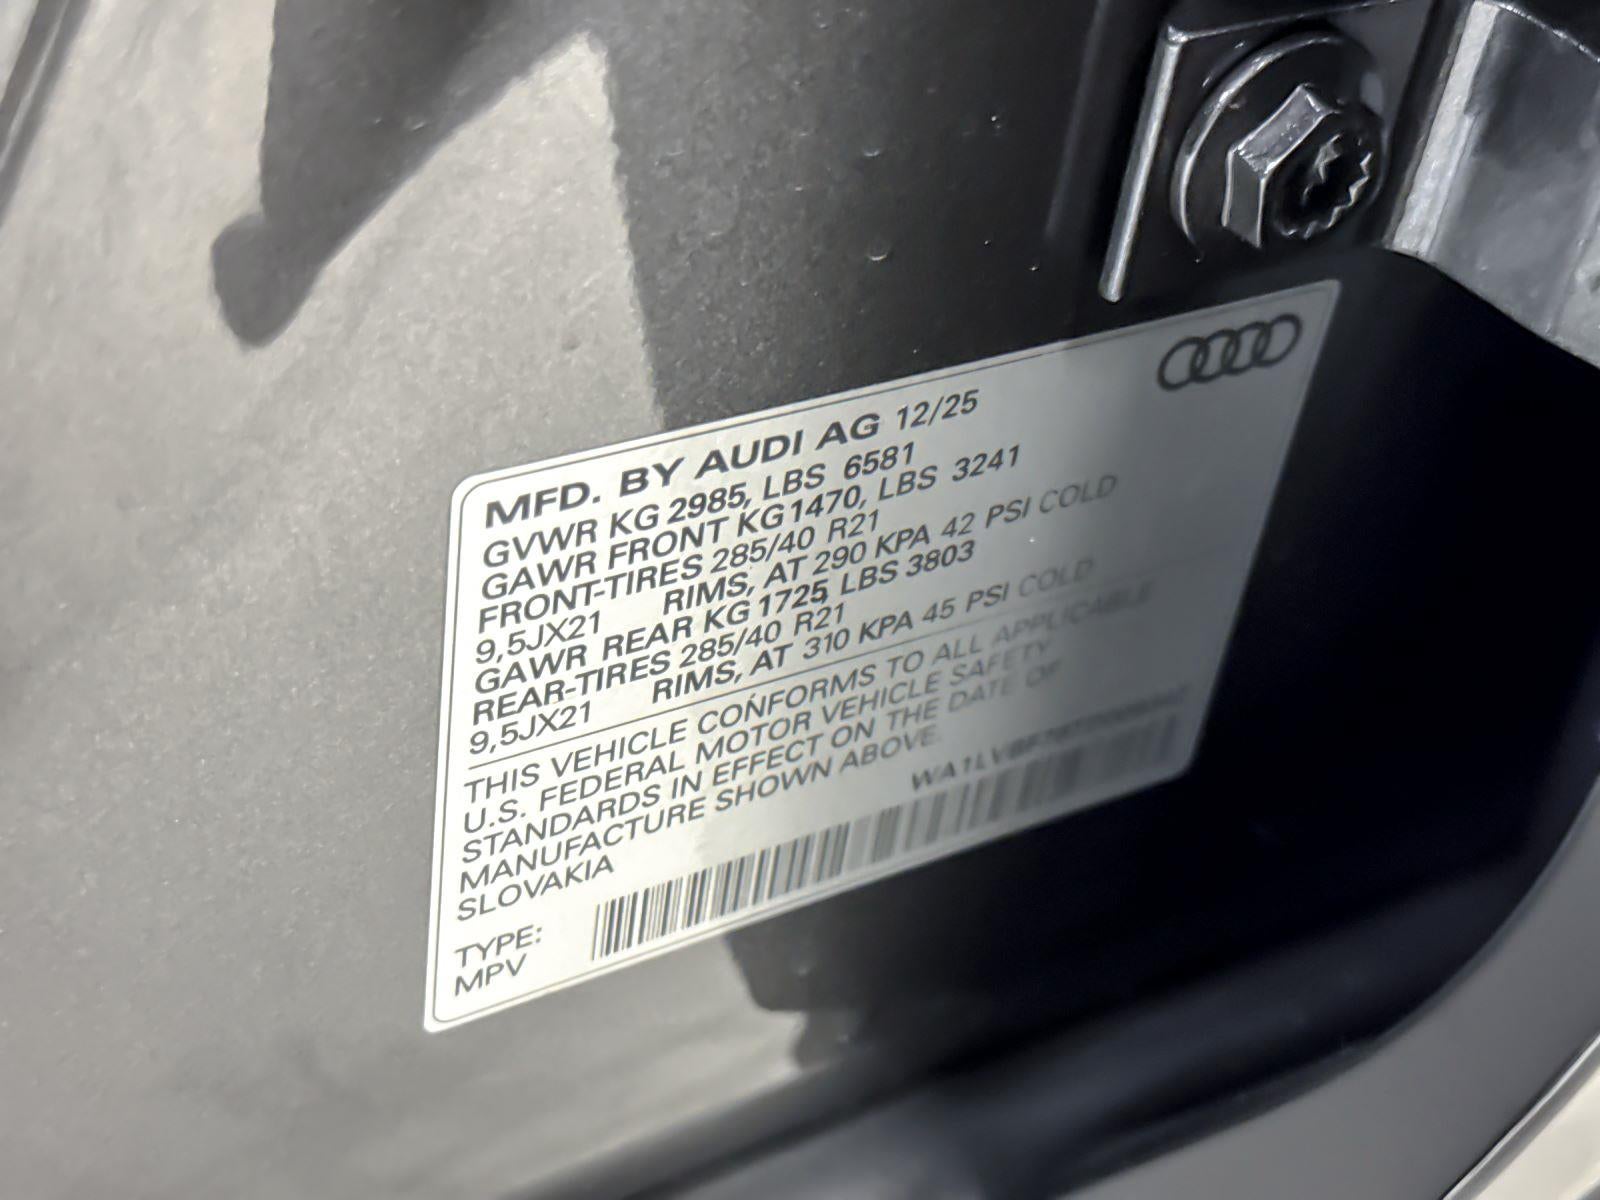 MFD. BY AUDI AG 12/25
GVWR KG 2985, LBS 6581
GAWR FRONT KG1470, LBS 3241
FRONT-TIRES 285/40 R21
9,5JX21 RIMS, AT 290 KPA 42 PSI COLD
GAWR REAR KG 1725, LBS 3803
REAR-TIRES 285/40 R21
9,5JX21 RIMS, AT 310 KPA 45 PSI COLD
THIS VEHICLE CONFORMS TO ALL APPLICABLE
U.S. FEDERAL MOTOR VEHICLE SAFETY
STANDARDS IN EFFECT ON THE DATE OF
MANUFACTURE SHOWN ABOVE.
SLOVAKIA
TYPE:
MPV